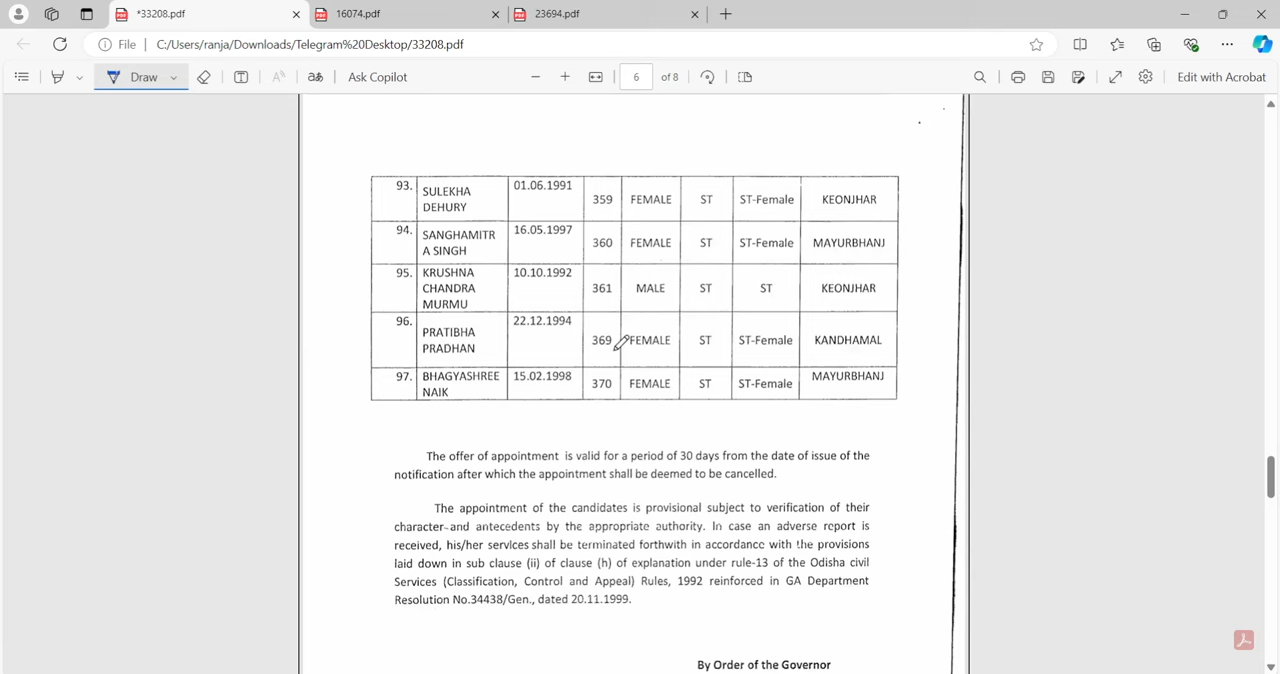 *33208.pdf
16074.pdf
23694.pdf
File C:/Users/ranja/Downloads/Telegram%20Desktop/33208.pdf
Draw
Ask Copilot
6 of 8
Edit with Acrobat
93. SULEKHA DEHURY 01.06.1991 359 FEMALE ST ST-Female KEONJHAR
94. SANGHAMITR A SINGH 16.05.1997 360 FEMALE ST ST-Female MAYURBHANJ
95. KRUSHNA CHANDRA MURMU 10.10.1992 361 MALE ST ST KEONJHAR
96. PRATIBHA PRADHAN 22.12.1994 369 FEMALE ST ST-Female KANDHAMAL
97. BHAGYASHREE NAIK 15.02.1998 370 FEMALE ST ST-Female MAYURBHANJ
The offer of appointment is valid for a period of 30 days from the date of issue of the
notification after which the appointment shall be deemed to be cancelled.
The appointment of the candidates is provisional subject to verification of their
character and antecedents by the appropriate authority. In case an adverse report is
received, his/her services shall be terminated forthwith in accordance with the provisions
laid down in sub clause (ii) of clause (h) of explanation under rule-13 of the Odisha civil
Services (Classification, Control and Appeal) Rules, 1992 reinforced in GA Department
Resolution No.34438/Gen., dated 20.11.1999.
By Order of the Governor